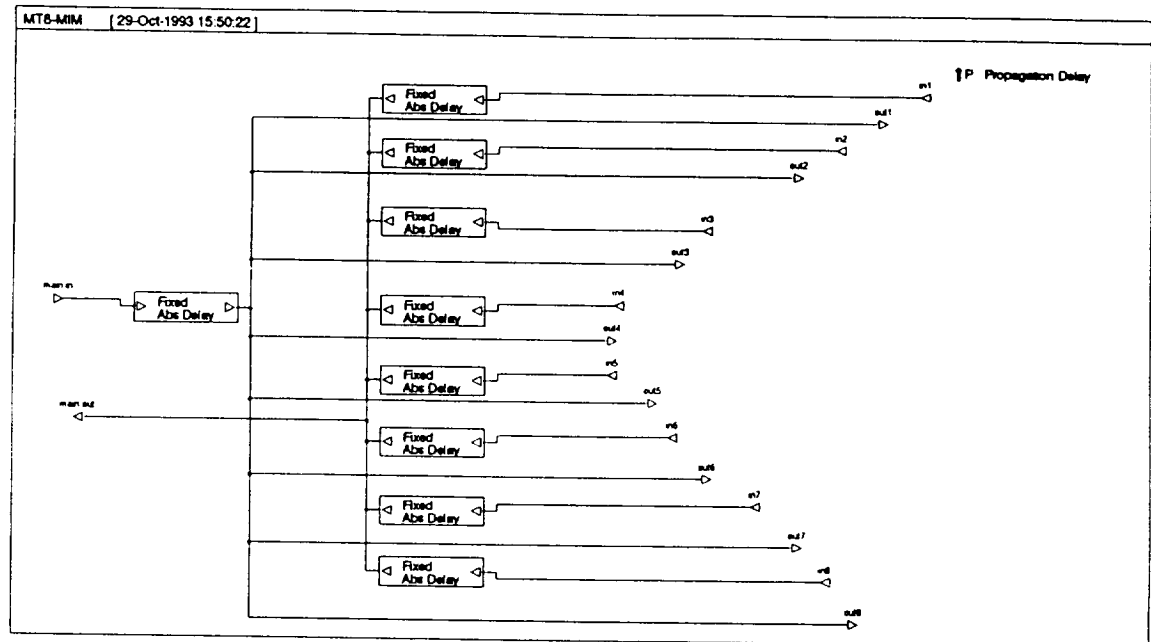 MT8-MIM [ 29-Oct-1993 15:50:22 ]
P Propagation Delay
Fixed
Abs Delay
in1
out1
Fixed
Abs Delay
in2
out2
Fixed
Abs Delay
in3
out3
main in
Fixed
Abs Delay
Fixed
Abs Delay
in4
out4
Fixed
Abs Delay
in5
out5
main out
Fixed
Abs Delay
in6
out6
Fixed
Abs Delay
in7
out7
Fixed
Abs Delay
in8
out8